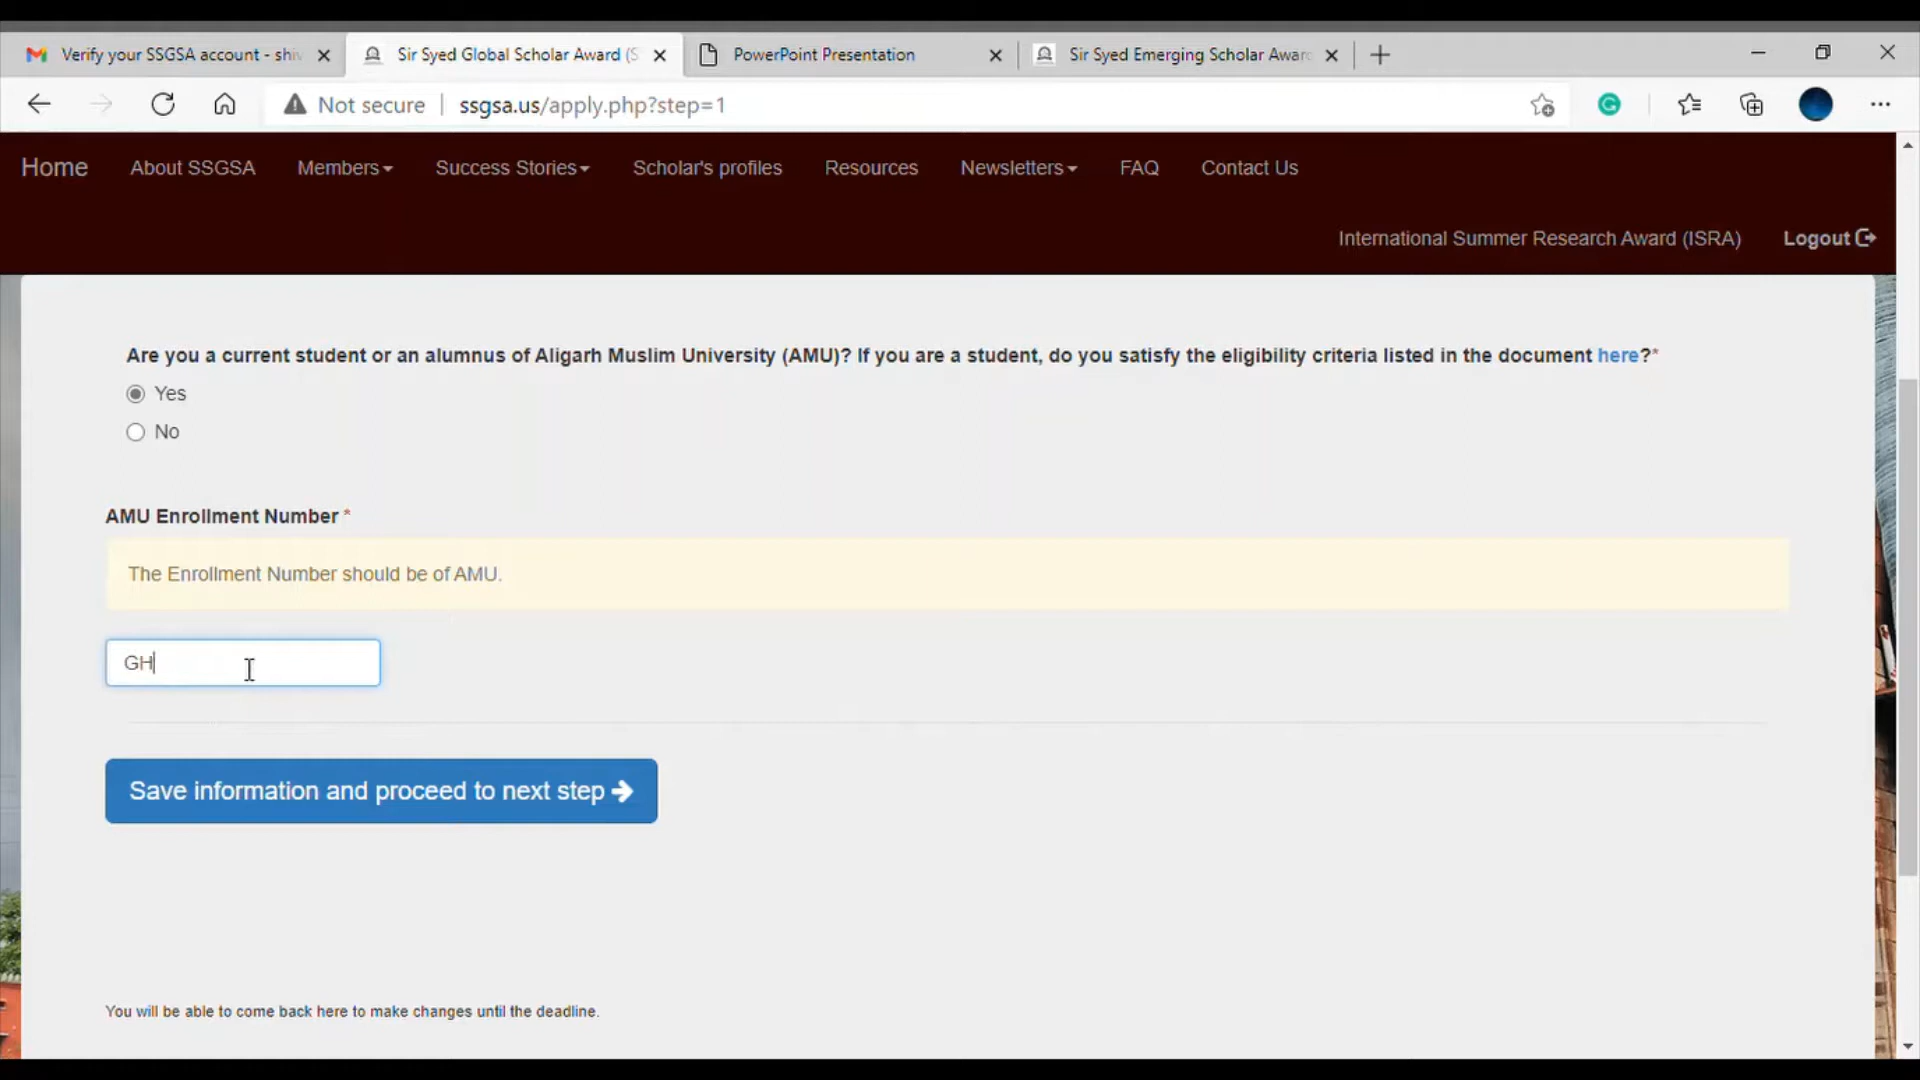 Verify your SSGSA account - shiv
Sir Syed Global Scholar Award (S
PowerPoint Presentation
Sir Syed Emerging Scholar Awar
Not secure
ssgsa.us/apply.php?step=1
Home
About SSGSA
Members
Success Stories
Scholar's profiles
Resources
Newsletters
FAQ
Contact Us
International Summer Research Award (ISRA)
Logout
Are you a current student or an alumnus of Aligarh Muslim University (AMU)? If you are a student, do you satisfy the eligibility criteria listed in the document here?*
Yes
No
AMU Enrollment Number *
The Enrollment Number should be of AMU.
GH
Save information and proceed to next step
You will be able to come back here to make changes until the deadline.